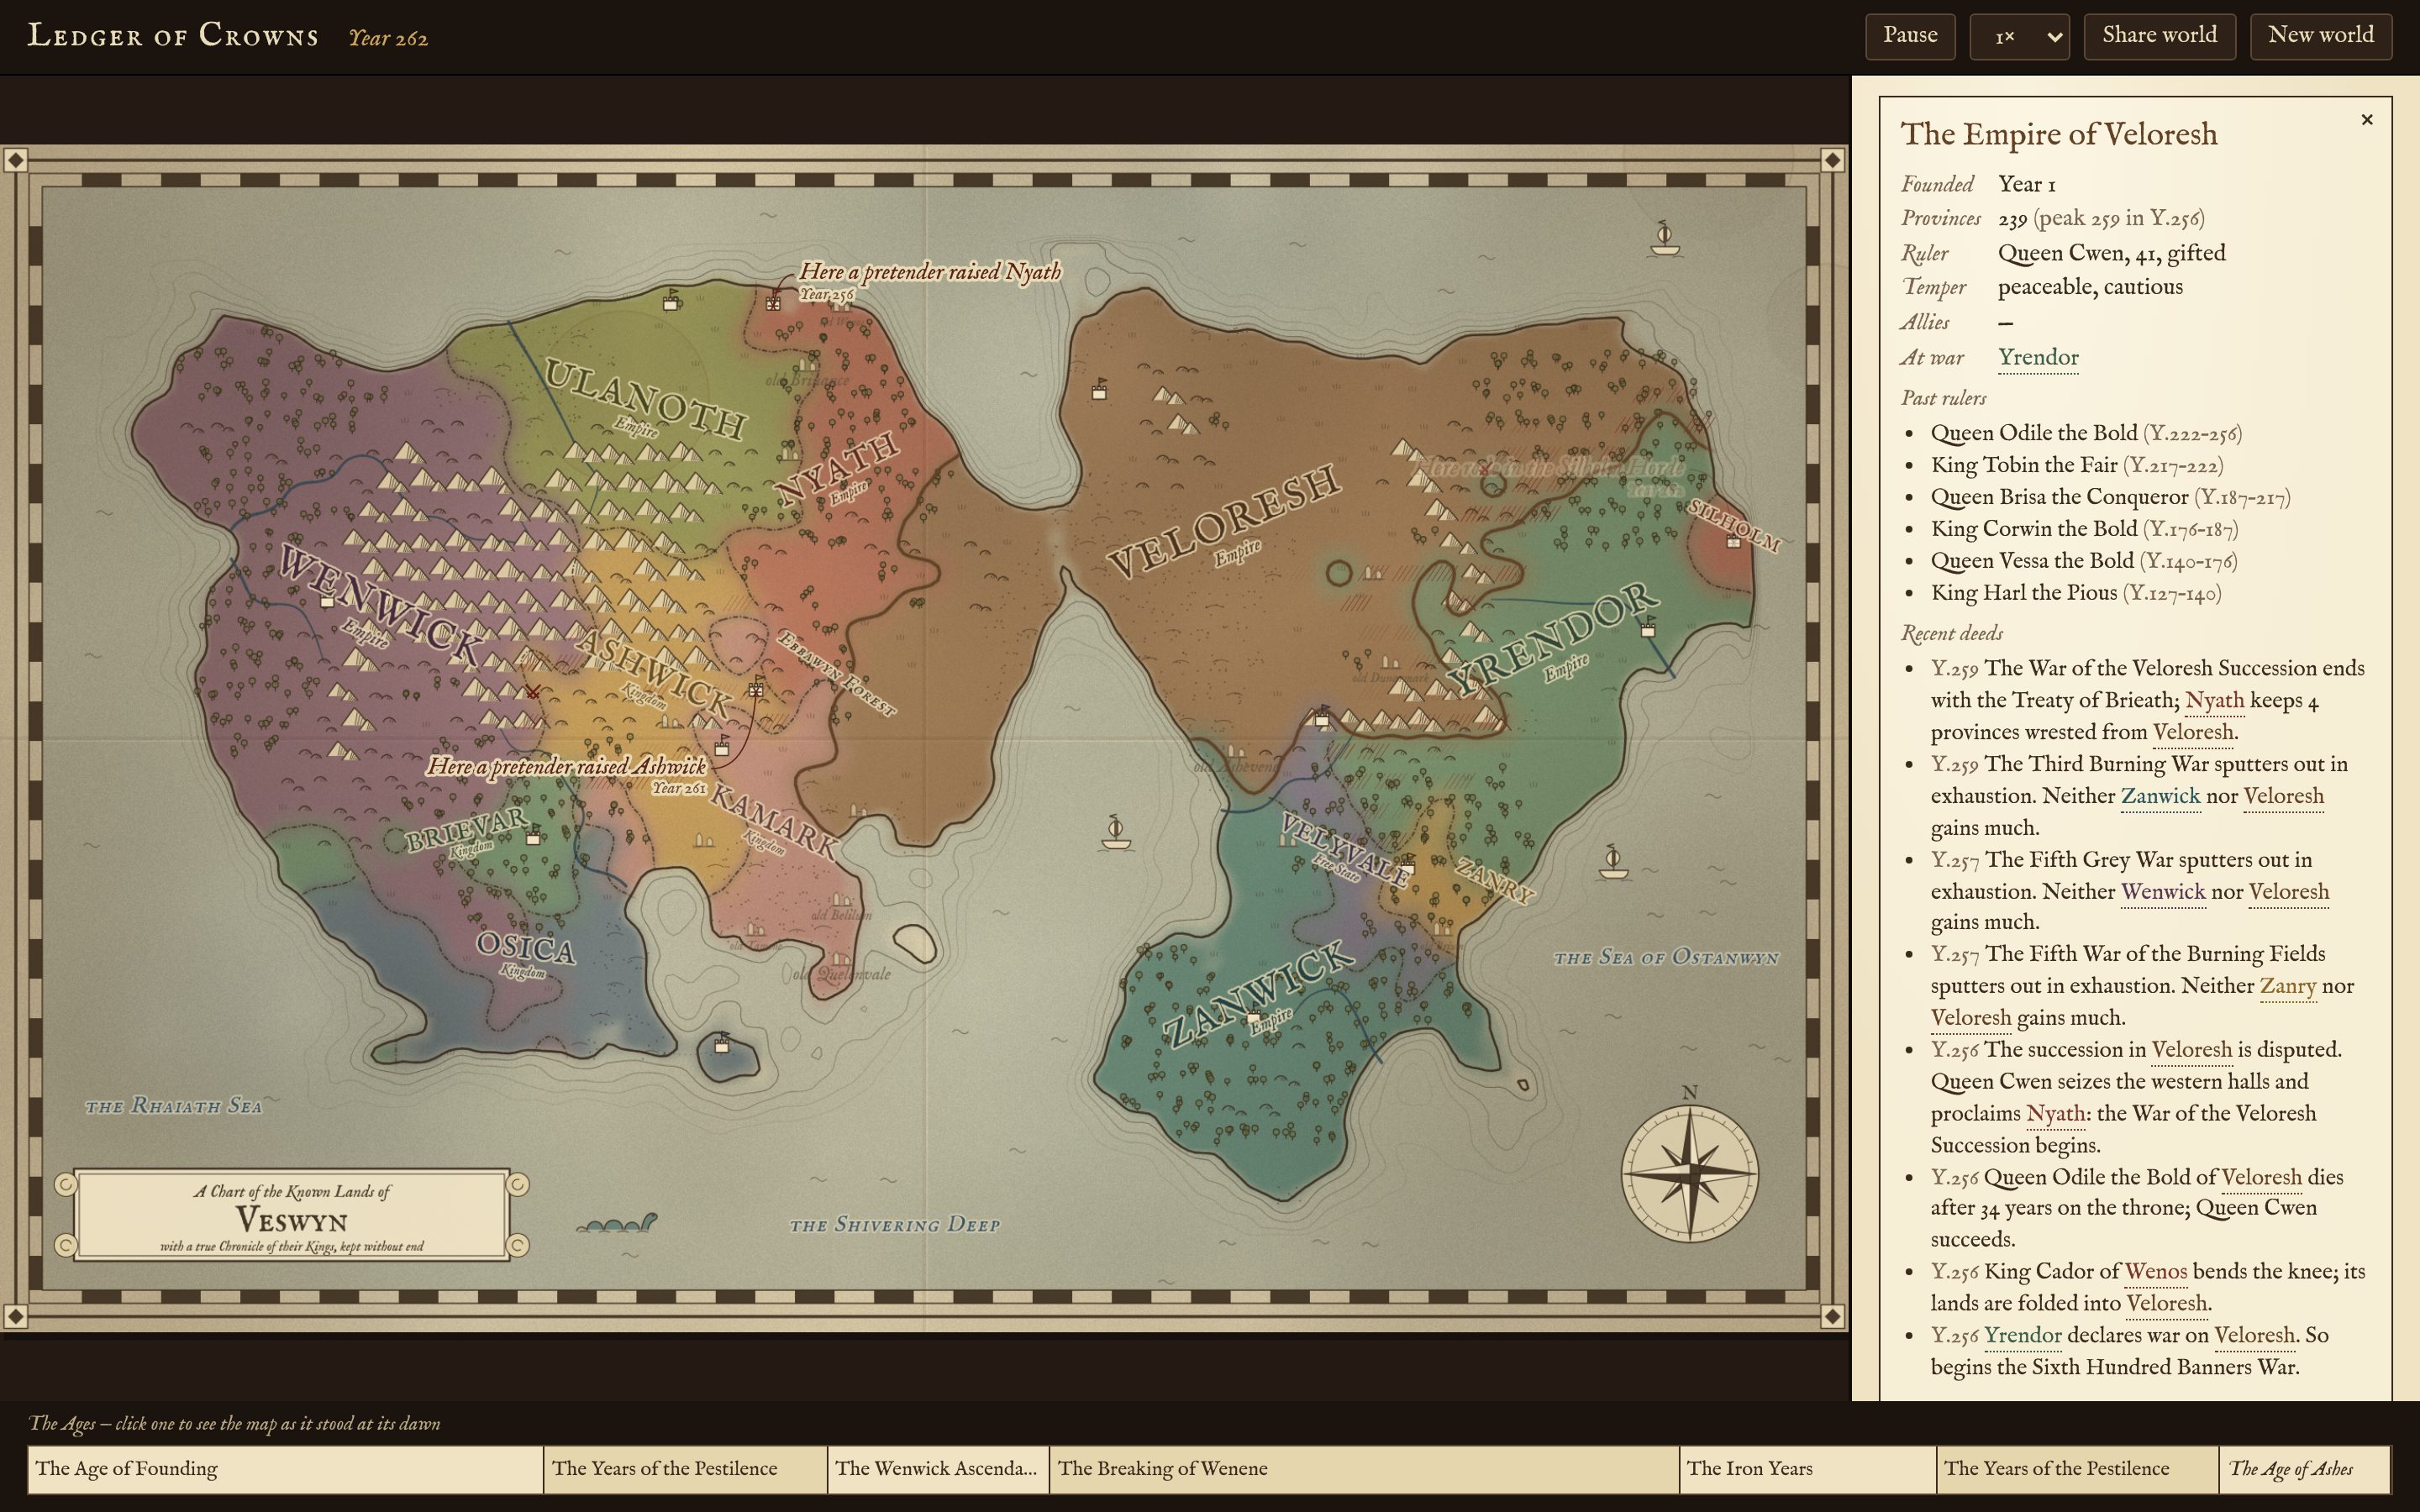 Ledger of Crowns
Year 262
Pause
1×
Share world
New world
Here a pretender raised Nyath
Year 256
ULANOTH
Empire
old Brillance
NYATH
Empire
WENWICK
Empire
ASHWICK
Kingdom
Ebrawyn Forest
Here a pretender raised Ashwick
Year 261
KAMARK
Kingdom
BRIEVAR
Kingdom
OSICA
Kingdom
old Quelenvale
VELORESH
Empire
SILHOLM
YRENDOR
Empire
VELYVALE
Free State
ZANRY
ZANWICK
Empire
the Sea of Ostanwyn
the Rhaiath Sea
the Shivering Deep
N
A Chart of the Known Lands of
Veswyn
with a true Chronicle of their Kings, kept without end
×
The Empire of Veloresh
Founded Year 1
Provinces 239 (peak 259 in Y.256)
Ruler Queen Cwen, 41, gifted
Temper peaceable, cautious
Allies –
At war Yrendor
Past rulers
• Queen Odile the Bold (Y.222–256)
• King Tobin the Fair (Y.217–222)
• Queen Brisa the Conqueror (Y.187–217)
• King Corwin the Bold (Y.176–187)
• Queen Vessa the Bold (Y.140–176)
• King Harl the Pious (Y.127–140)
Recent deeds
• Y.259 The War of the Veloresh Succession ends
with the Treaty of Brieath; Nyath keeps 4
provinces wrested from Veloresh.
• Y.259 The Third Burning War sputters out in
exhaustion. Neither Zanwick nor Veloresh
gains much.
• Y.257 The Fifth Grey War sputters out in
exhaustion. Neither Wenwick nor Veloresh
gains much.
• Y.257 The Fifth War of the Burning Fields
sputters out in exhaustion. Neither Zanry nor
Veloresh gains much.
• Y.256 The succession in Veloresh is disputed.
Queen Cwen seizes the western halls and
proclaims Nyath: the War of the Veloresh
Succession begins.
• Y.256 Queen Odile the Bold of Veloresh dies
after 34 years on the throne; Queen Cwen
succeeds.
• Y.256 King Cador of Wenos bends the knee; its
lands are folded into Veloresh.
• Y.256 Yrendor declares war on Veloresh. So
begins the Sixth Hundred Banners War.
The Ages – click one to see the map as it stood at its dawn
The Age of Founding
The Years of the Pestilence
The Wenwick Ascenda...
The Breaking of Wenene
The Iron Years
The Years of the Pestilence
The Age of Ashes